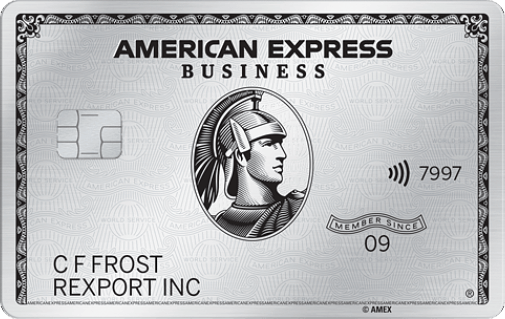 AMERICAN EXPRESS
BUSINESS
7997
MEMBER SINCE
09
C F FROST
REXPORT INC
® 
© AMEX